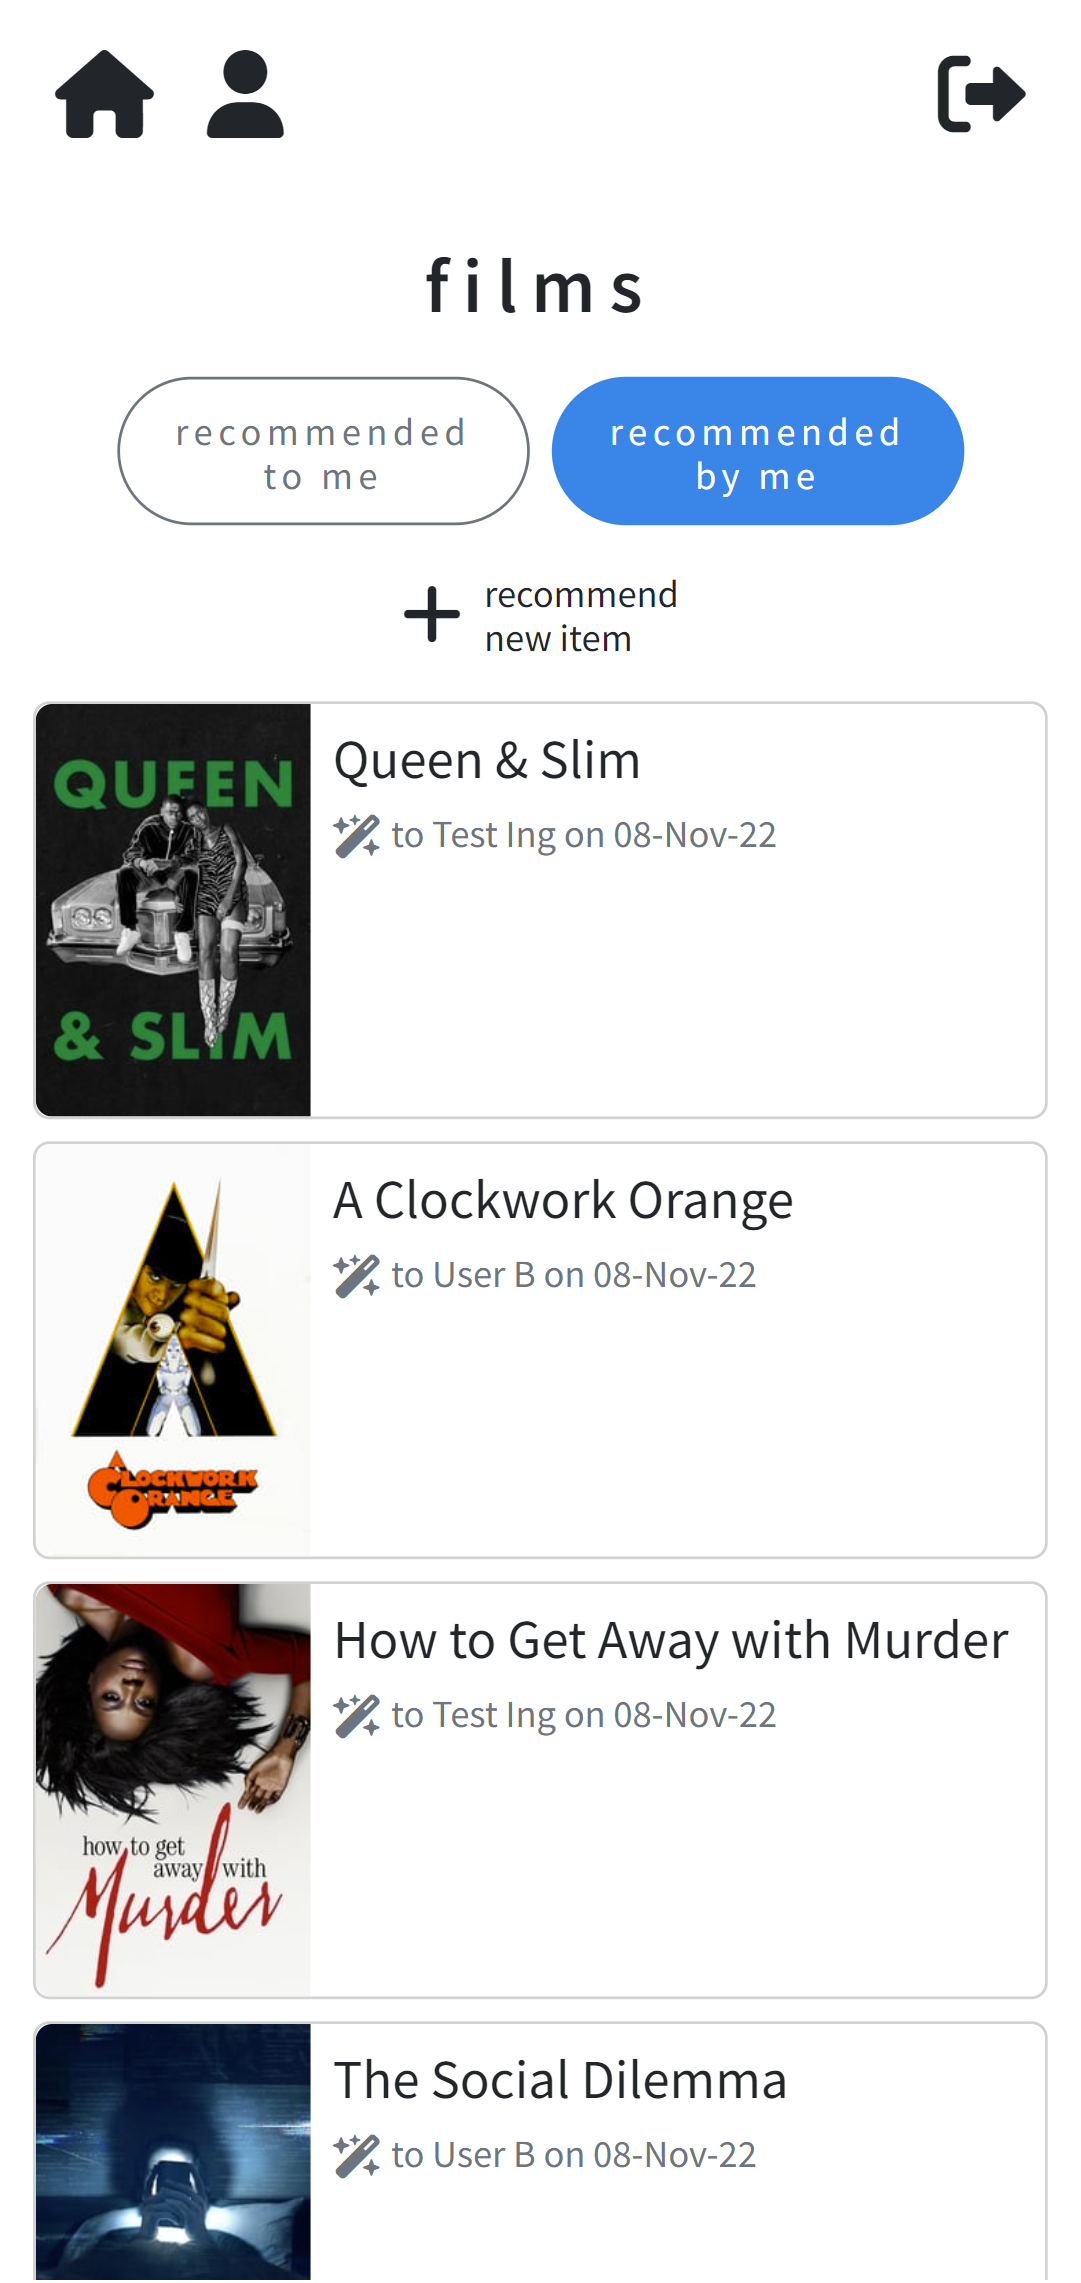 films
recommended
to me
recommended
by me
recommend
new item
QUEEN
& SLIM
Queen & Slim
to Test Ing on 08-Nov-22
A CLOCKWORK
ORANGE
A Clockwork Orange
to User B on 08-Nov-22
how to get
away with
Murder
How to Get Away with Murder
to Test Ing on 08-Nov-22
The Social Dilemma
to User B on 08-Nov-22